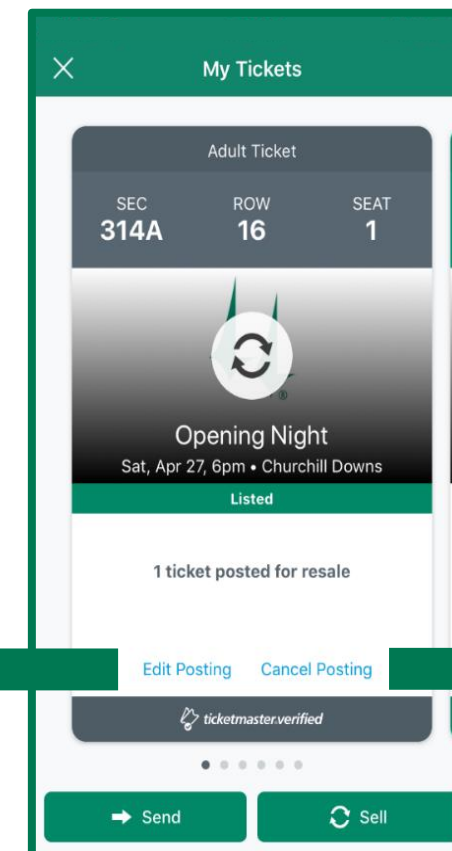 My Tickets
Adult Ticket
SEC ROW SEAT
314A 16 1
®
Opening Night
Sat, Apr 27, 6pm • Churchill Downs
Listed
1 ticket posted for resale
Edit Posting Cancel Posting
ticketmaster.verified
Send Sell